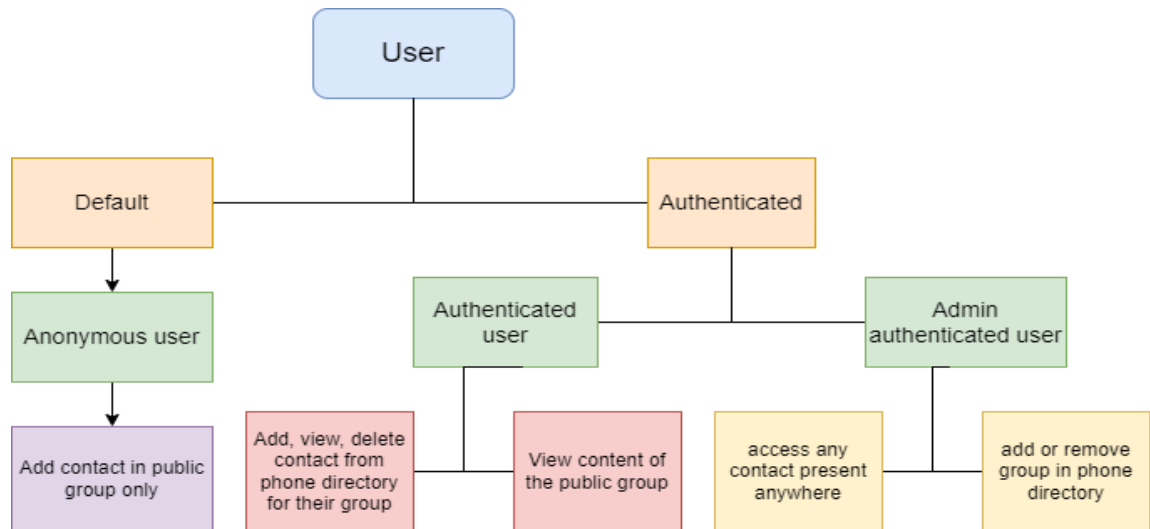 User
Default
Authenticated
Authenticated
user
Admin
authenticated user
Anonymous user
Add contact in public
group only
Add, view, delete
contact from
phone directory
for their group
View content of
the public group
access any
contact present
anywhere
add or remove
group in phone
directory